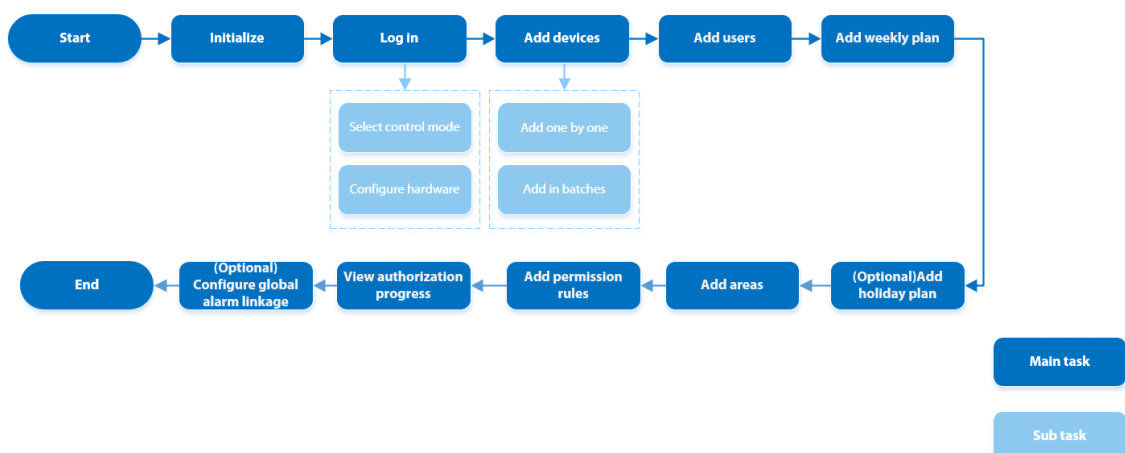 Start
Initialize
Log in
Add devices
Add users
Add weekly plan
Select control mode
Add one by one
Configure hardware
Add in batches
End
(Optional)
Configure global
alarm linkage
View authorization
progress
Add permission
rules
Add areas
(Optional)Add
holiday plan
Main task
Sub task